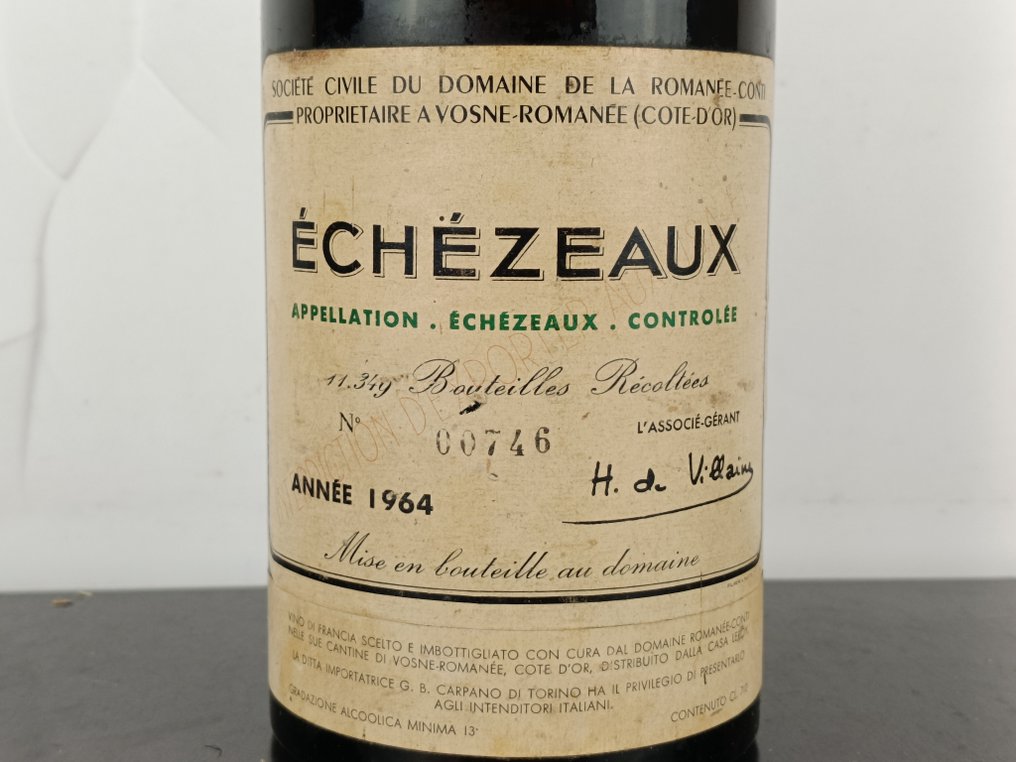 SOCIÉTÉ CIVILE DU DOMAINE DE LA ROMANÉE-CONTI
PROPRIETAIRE A VOSNE-ROMANÉE (COTE-D'OR)
ÉCHÉZEAUX
APPELLATION . ÉCHÉZEAUX . CONTROLÉE
11.349 Bouteilles Récoltées
No 00746
L'ASSOCIÉ-GÉRANT
H. de Villaine
ANNÉE 1964
Mise en bouteille au domaine
VINO DI FRANCIA SCELTO E IMBOTTIGLIATO CON CURA DAL DOMAINE ROMANÉE-CONTI
NELLE SUE CANTINE DI VOSNE-ROMANÉE, COTE D'OR, DISTRIBUITO DALLA CASA LEROY
LA DITTA IMPORTATRICE G. B. CARPANO DI TORINO HA IL PRIVILEGIO DI PRESENTARLO
AGLI INTENDITORI ITALIANI.
GRADAZIONE ALCOOLICA MINIMA 13°
CONTENUTO CL.